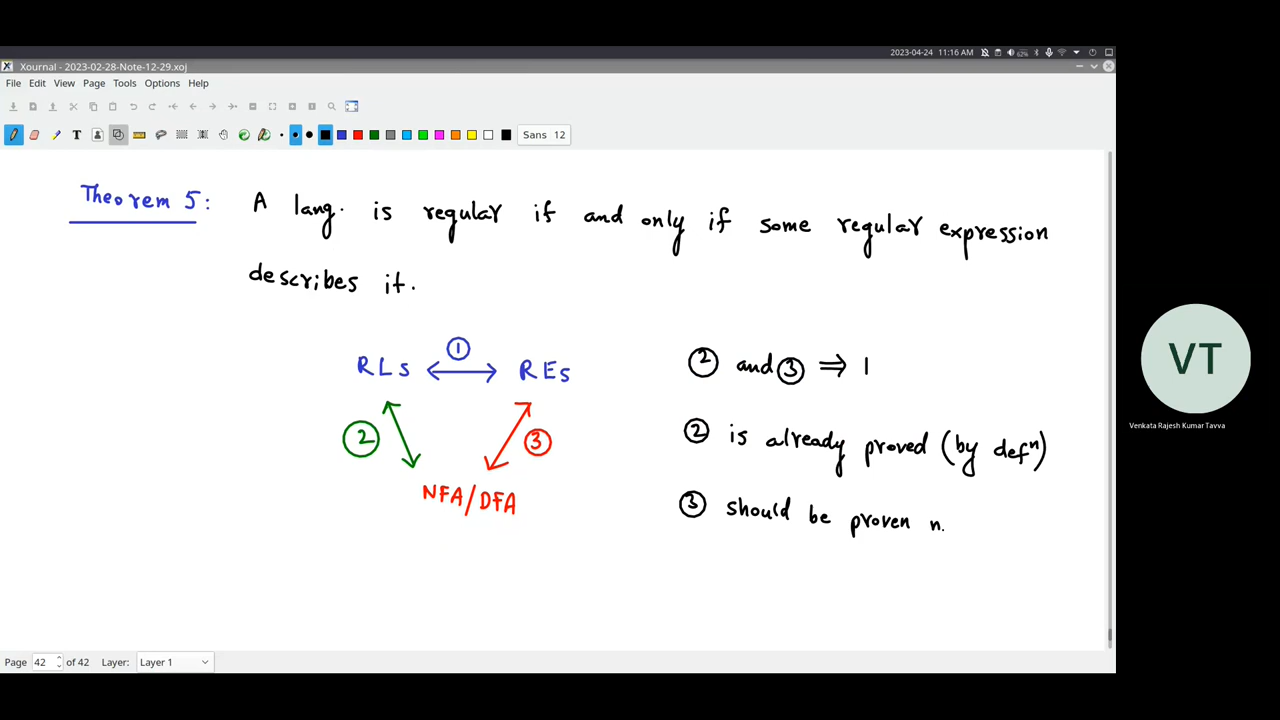 2023-04-24 11:16 AM
Xournal - 2023-02-28-Note-12-29.xoj
File Edit View Page Tools Options Help
Sans 12
Theorem 5: A lang. is regular if and only if some regular expression
describes it.
RLs ① REs
② ③
NFA/DFA
② and ③ ⇒ 1
② is already proved (by defⁿ)
③ should be proven n.
VT
Venkata Rajesh Kumar Tavva
Page 42 of 42 Layer: Layer 1